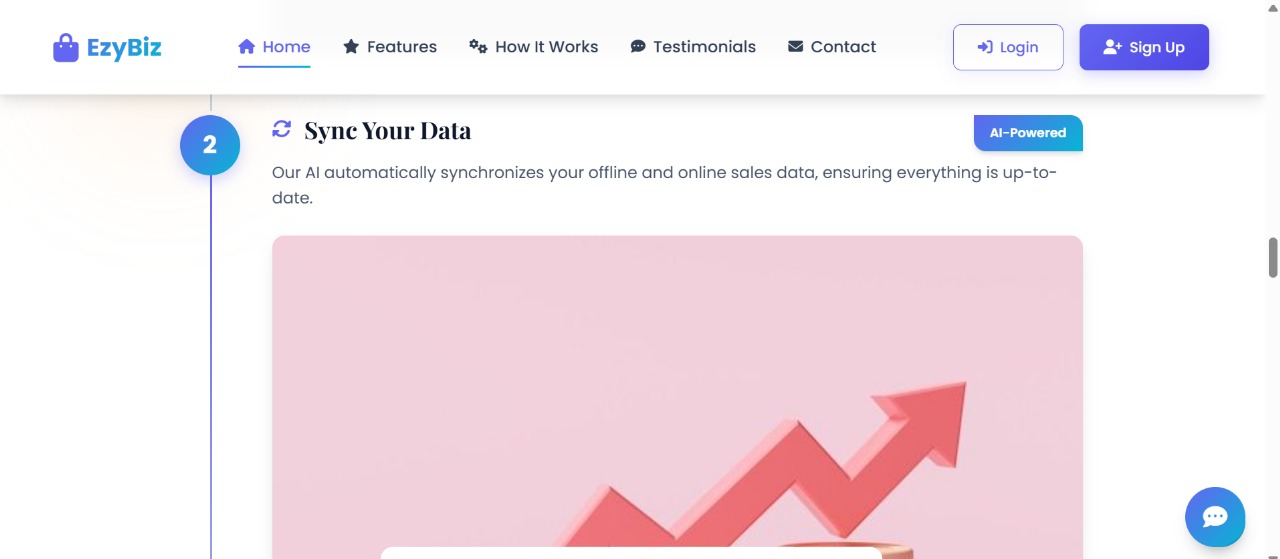 EzyBiz
Home
Features
How It Works
Testimonials
Contact
Login
Sign Up
2
Sync Your Data
AI-Powered
Our AI automatically synchronizes your offline and online sales data, ensuring everything is up-to-
date.